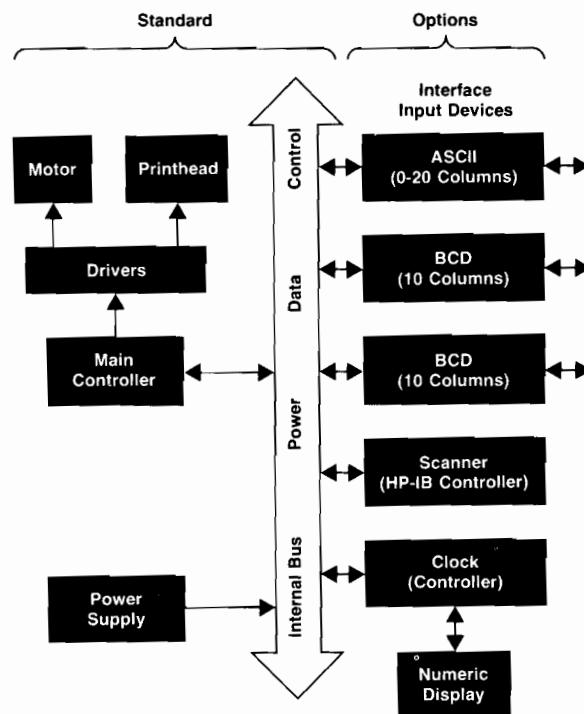 Standard
Options
Interface
Input Devices
Motor
Printhead
Drivers
Main
Controller
Power
Supply
Control
Data
Power
Internal Bus
ASCII
(0-20 Columns)
BCD
(10 Columns)
BCD
(10 Columns)
Scanner
(HP-IB Controller)
Clock
(Controller)
Numeric
Display